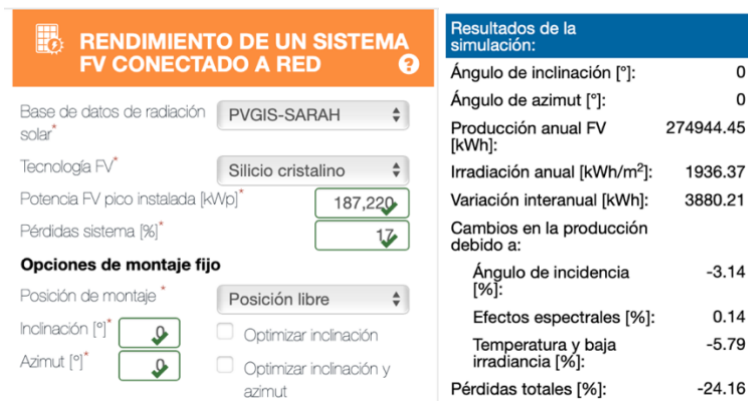 RENDIMIENTO DE UN SISTEMA
FV CONECTADO A RED ?
Base de datos de radiación
solar*
PVGIS-SARAH
Tecnología FV*
Silicio cristalino
Potencia FV pico instalada [kWp]*
187,220
Pérdidas sistema [%]*
17
Opciones de montaje fijo
Posición de montaje *
Posición libre
Inclinación [°]*
0
Optimizar inclinación
Azimut [°]*
0
Optimizar inclinación y
azimut
Resultados de la
simulación:
Ángulo de inclinación [°]: 0
Ángulo de azimut [°]: 0
Producción anual FV 274944.45
[kWh]:
Irradiación anual [kWh/m²]: 1936.37
Variación interanual [kWh]: 3880.21
Cambios en la producción
debido a:
Ángulo de incidencia -3.14
[%]:
Efectos espectrales [%]: 0.14
Temperatura y baja -5.79
irradiancia [%]:
Pérdidas totales [%]: -24.16